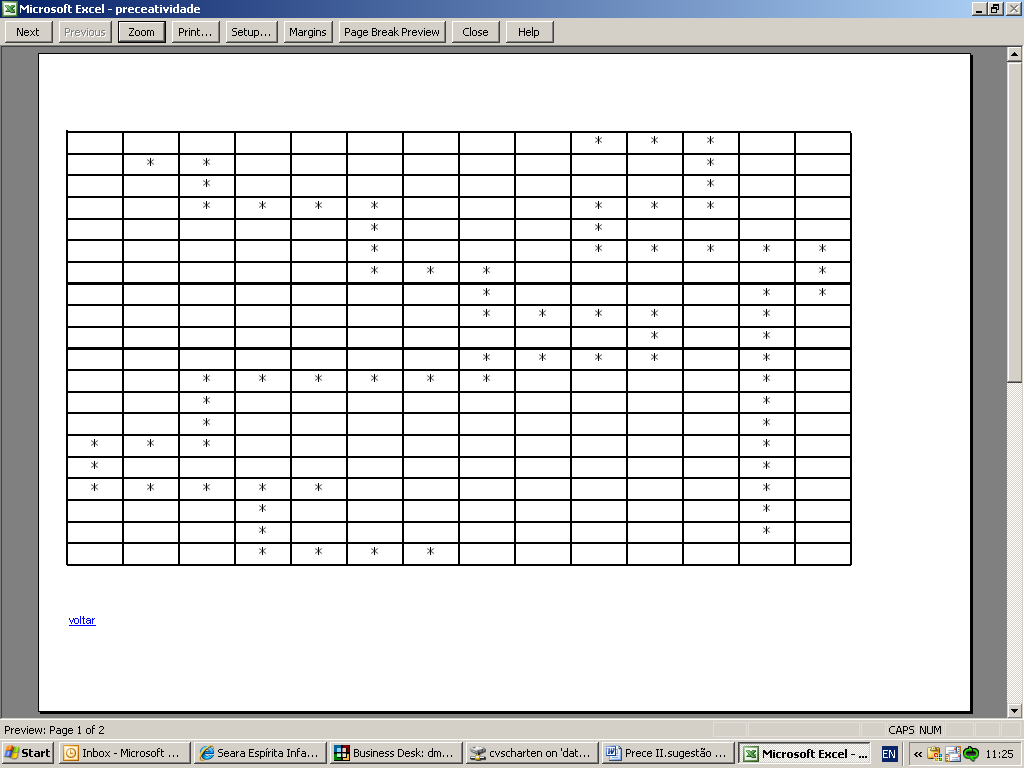 Microsoft Excel - preceatividade
Next Previous Zoom Print... Setup... Margins Page Break Preview Close Help
* * *
* * *
* *
* * * * * * *
* *
* * * * * *
* * * *
* * *
* * * * *
* *
* * * * *
* * * * * * *
* *
* *
* * * *
* *
* * * * * *
* *
* *
* * * *
voltar
Preview: Page 1 of 2 CAPS NUM
Start Inbox - Microsoft ... Seara Espírita Infa... Business Desk: dm... cvscharten on 'dat... Prece II.sugestão ... Microsoft Excel - ... EN « 11:25